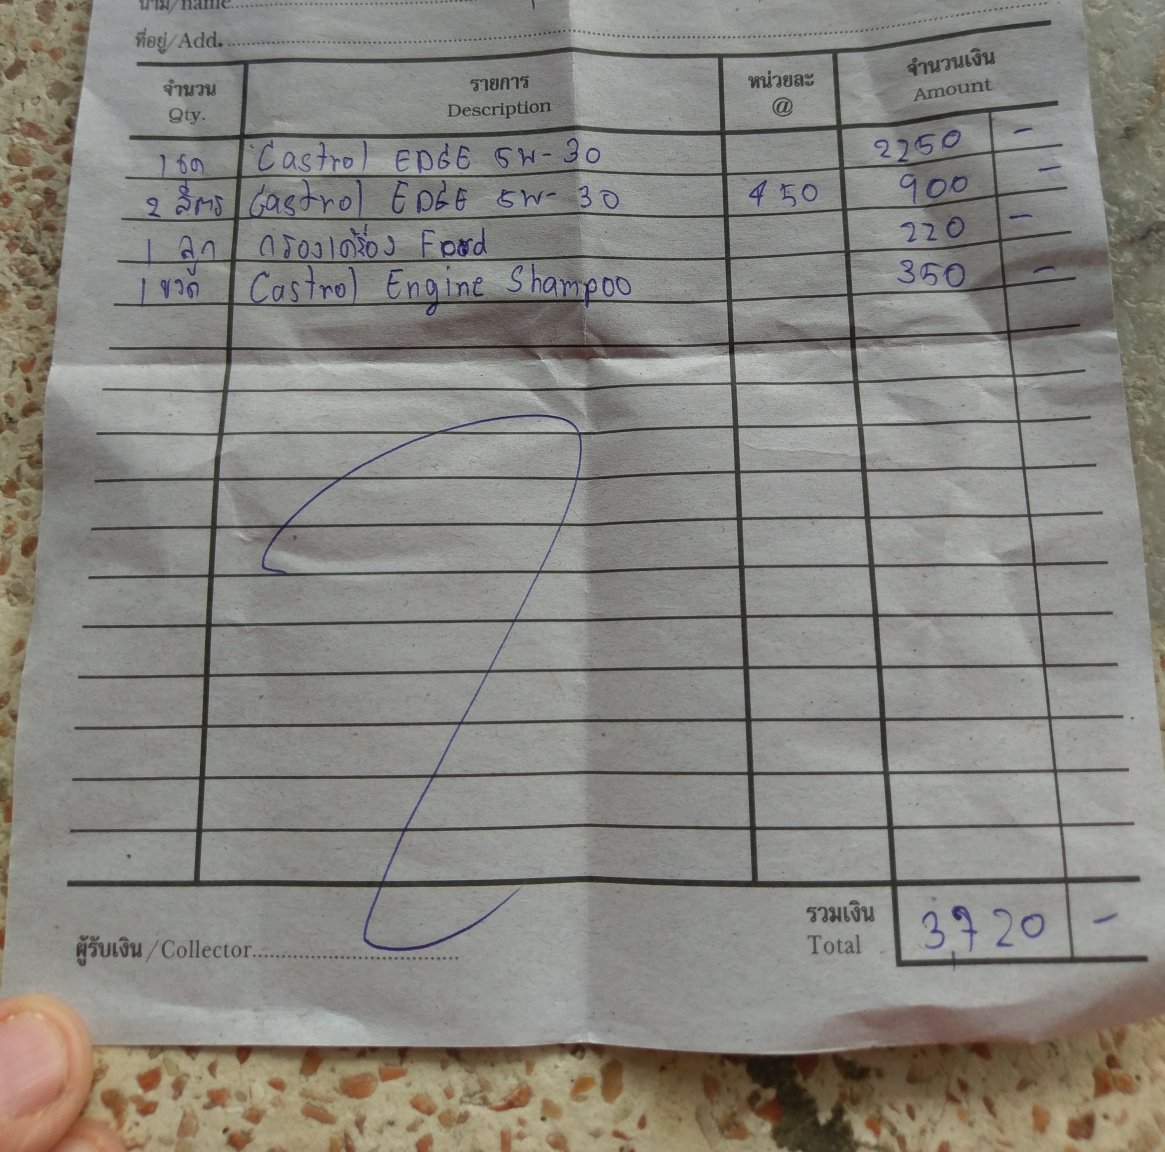 นาม/name
ที่อยู่/Add.
จำนวน รายการ หน่วยละ จำนวนเงิน
Qty. Description @ Amount
1 ชุด Castrol EDGE 5W-30 2250 -
2 ลิตร Castrol EDGE 5W-30 450 900 -
1 ลูก กรองเครื่อง Ford 220 -
1 ขวด Castrol Engine Shampoo 350 -
รวมเงิน 3,720 -
ผู้รับเงิน/Collector Total